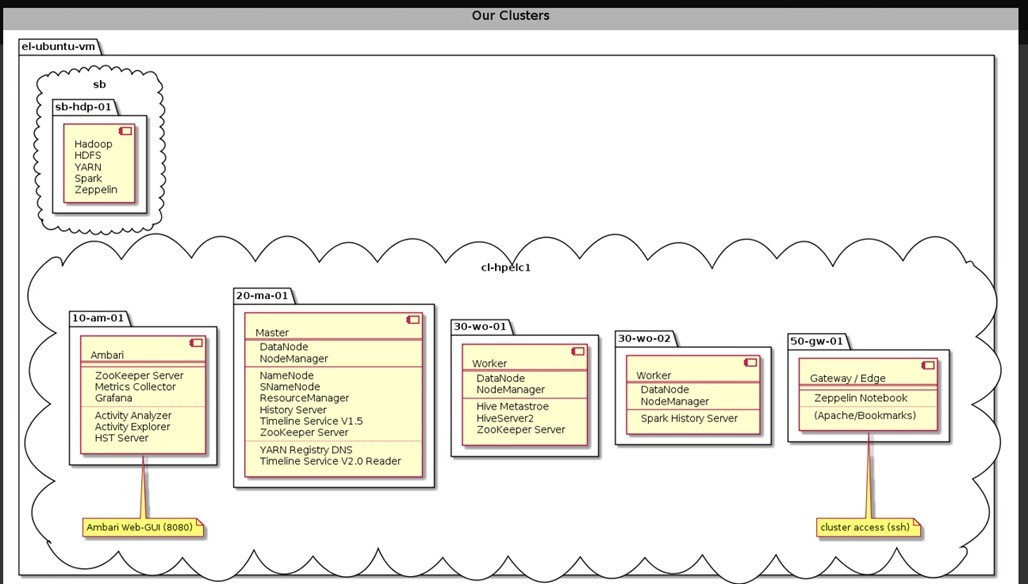 Our Clusters
el-ubuntu-vm
sb
sb-hdp-01
Hadoop
HDFS
YARN
Spark
Zeppelin
cl-hpelc1
10-am-01
Ambari
ZooKeeper Server
Metrics Collector
Grafana
Activity Analyzer
Activity Explorer
HST Server
Ambari Web-GUI (8080)
20-ma-01
Master
DataNode
NodeManager
NameNode
SNameNode
ResourceManager
History Server
Timeline Service V1.5
ZooKeeper Server
YARN Registry DNS
Timeline Service V2.0 Reader
30-wo-01
Worker
DataNode
NodeManager
Hive Metastroe
HiveServer2
ZooKeeper Server
30-wo-02
Worker
DataNode
NodeManager
Spark History Server
50-gw-01
Gateway / Edge
Zeppelin Notebook
(Apache/Bookmarks)
cluster access (ssh)